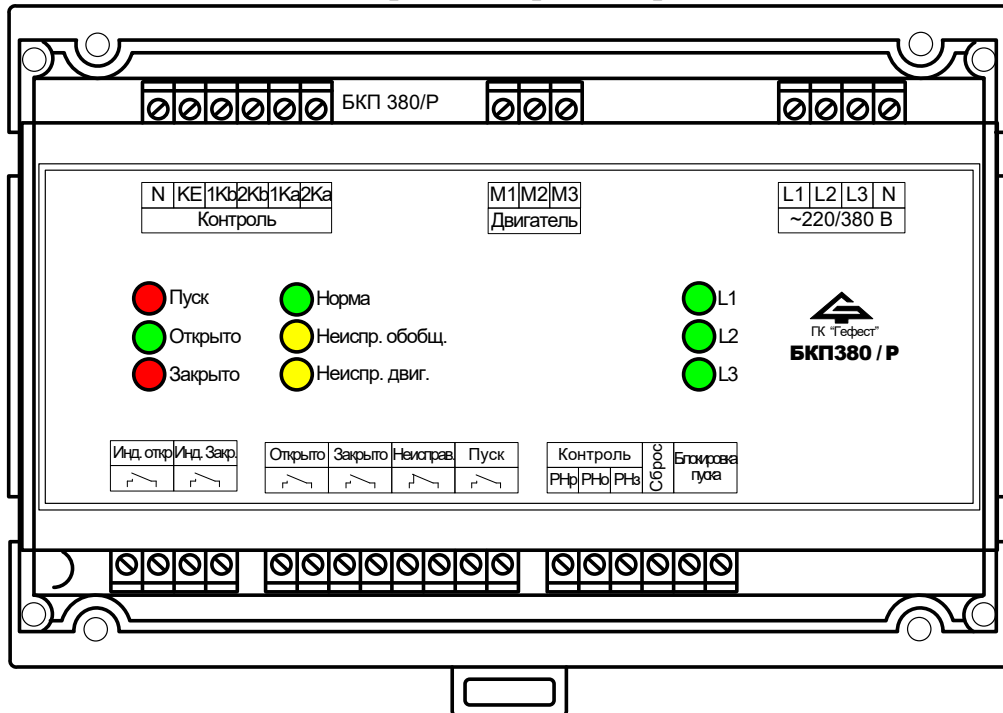 БКП 380/Р
N КЕ 1Kb 2Kb 1Ka 2Ka
Контроль
M1 M2 M3
Двигатель
L1 L2 L3 N
~220/380 В
Пуск
Открыто
Закрыто
Норма
Неиспр. обобщ.
Неиспр. двиг.
L1
L2
L3
ГК "Гефест"
БКП380 / Р
Инд. откр Инд. Закр.
Открыто Закрыто Неисправ. Пуск
Контроль
РНр РНо РНз
Сброс
Блокировка
пуска